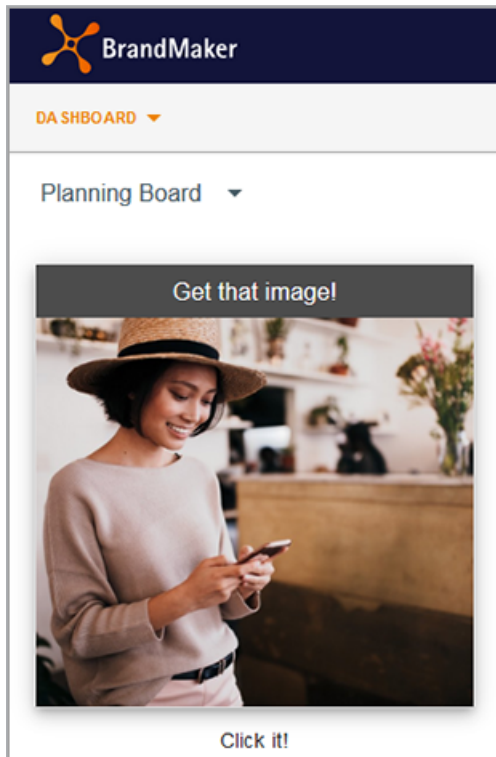 BrandMaker
DASHBOARD
Planning Board
Get that image!
Click it!